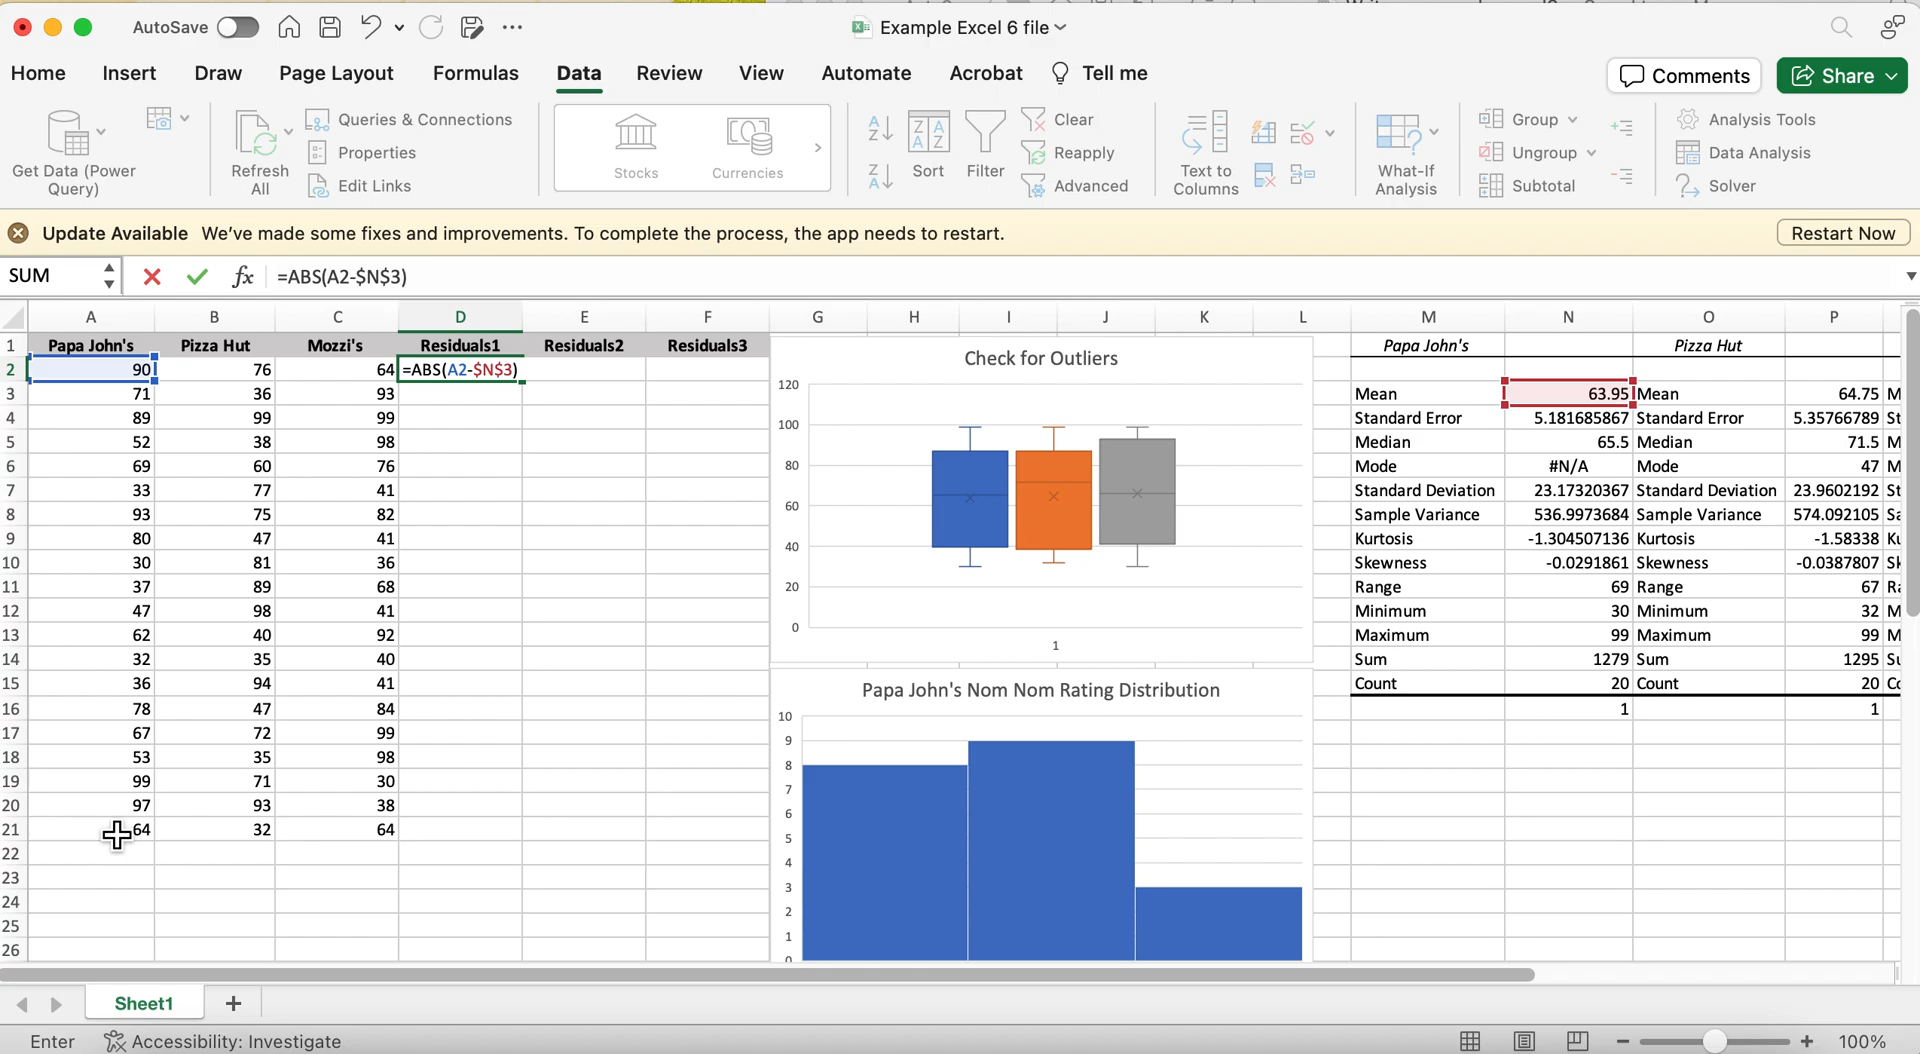 AutoSave
Example Excel 6 file
Home Insert Draw Page Layout Formulas Data Review View Automate Acrobat Tell me Comments Share
Get Data (Power Query)
Refresh All
Queries & Connections
Properties
Edit Links
Stocks Currencies
Sort Filter
Clear
Reapply
Advanced
Text to Columns
What-If Analysis
Group
Ungroup
Subtotal
Analysis Tools
Data Analysis
Solver
Update Available We've made some fixes and improvements. To complete the process, the app needs to restart. Restart Now
SUM fx =ABS(A2-$N$3)
A B C D E F G H I J K L M N O P
1 Papa John's Pizza Hut Mozzi's Residuals1 Residuals2 Residuals3
2 90 76 64 =ABS(A2-$N$3)
3 71 36 93
4 89 99 99
5 52 38 98
6 69 60 76
7 33 77 41
8 93 75 82
9 80 47 41
10 30 81 36
11 37 89 68
12 47 98 41
13 62 40 92
14 32 35 40
15 36 94 41
16 78 47 84
17 67 72 99
18 53 35 98
19 99 71 30
20 97 93 38
21 64 32 64
22
23
24
25
26
Check for Outliers
120
100
80
60
40
20
0
1
Papa John's Nom Nom Rating Distribution
10
9
8
7
6
5
4
3
2
1
0
Papa John's Pizza Hut
Mean 63.95 Mean 64.75 M
Standard Error 5.181685867 Standard Error 5.35766789 St
Median 65.5 Median 71.5 M
Mode #N/A Mode 47 M
Standard Deviation 23.17320367 Standard Deviation 23.9602192 St
Sample Variance 536.9973684 Sample Variance 574.092105 Sa
Kurtosis -1.304507136 Kurtosis -1.58338 Ku
Skewness -0.0291861 Skewness -0.0387807 Sk
Range 69 Range 67 Ra
Minimum 30 Minimum 32 M
Maximum 99 Maximum 99 M
Sum 1279 Sum 1295 Su
Count 20 Count 20 Co
1 1
Sheet1
Enter Accessibility: Investigate 100%